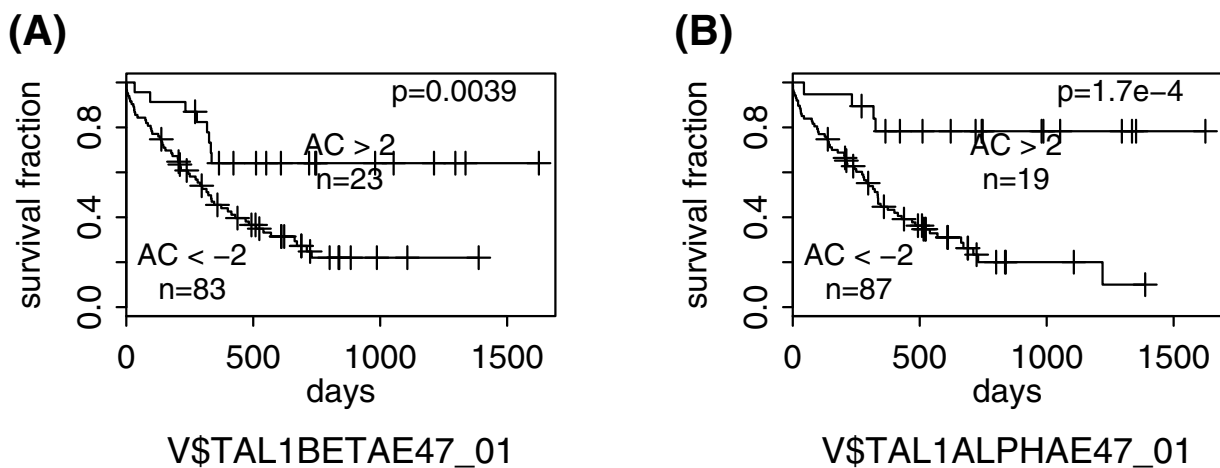 (A)
survival fraction
0.0 0.4 0.8
p=0.0039
AC > 2
n=23
AC < −2
n=83
0 500 1000 1500
days
V$TAL1BETAE47_01
(B)
survival fraction
0.0 0.4 0.8
p=1.7e−4
AC > 2
n=19
AC < −2
n=87
0 500 1000 1500
days
V$TAL1ALPHAE47_01